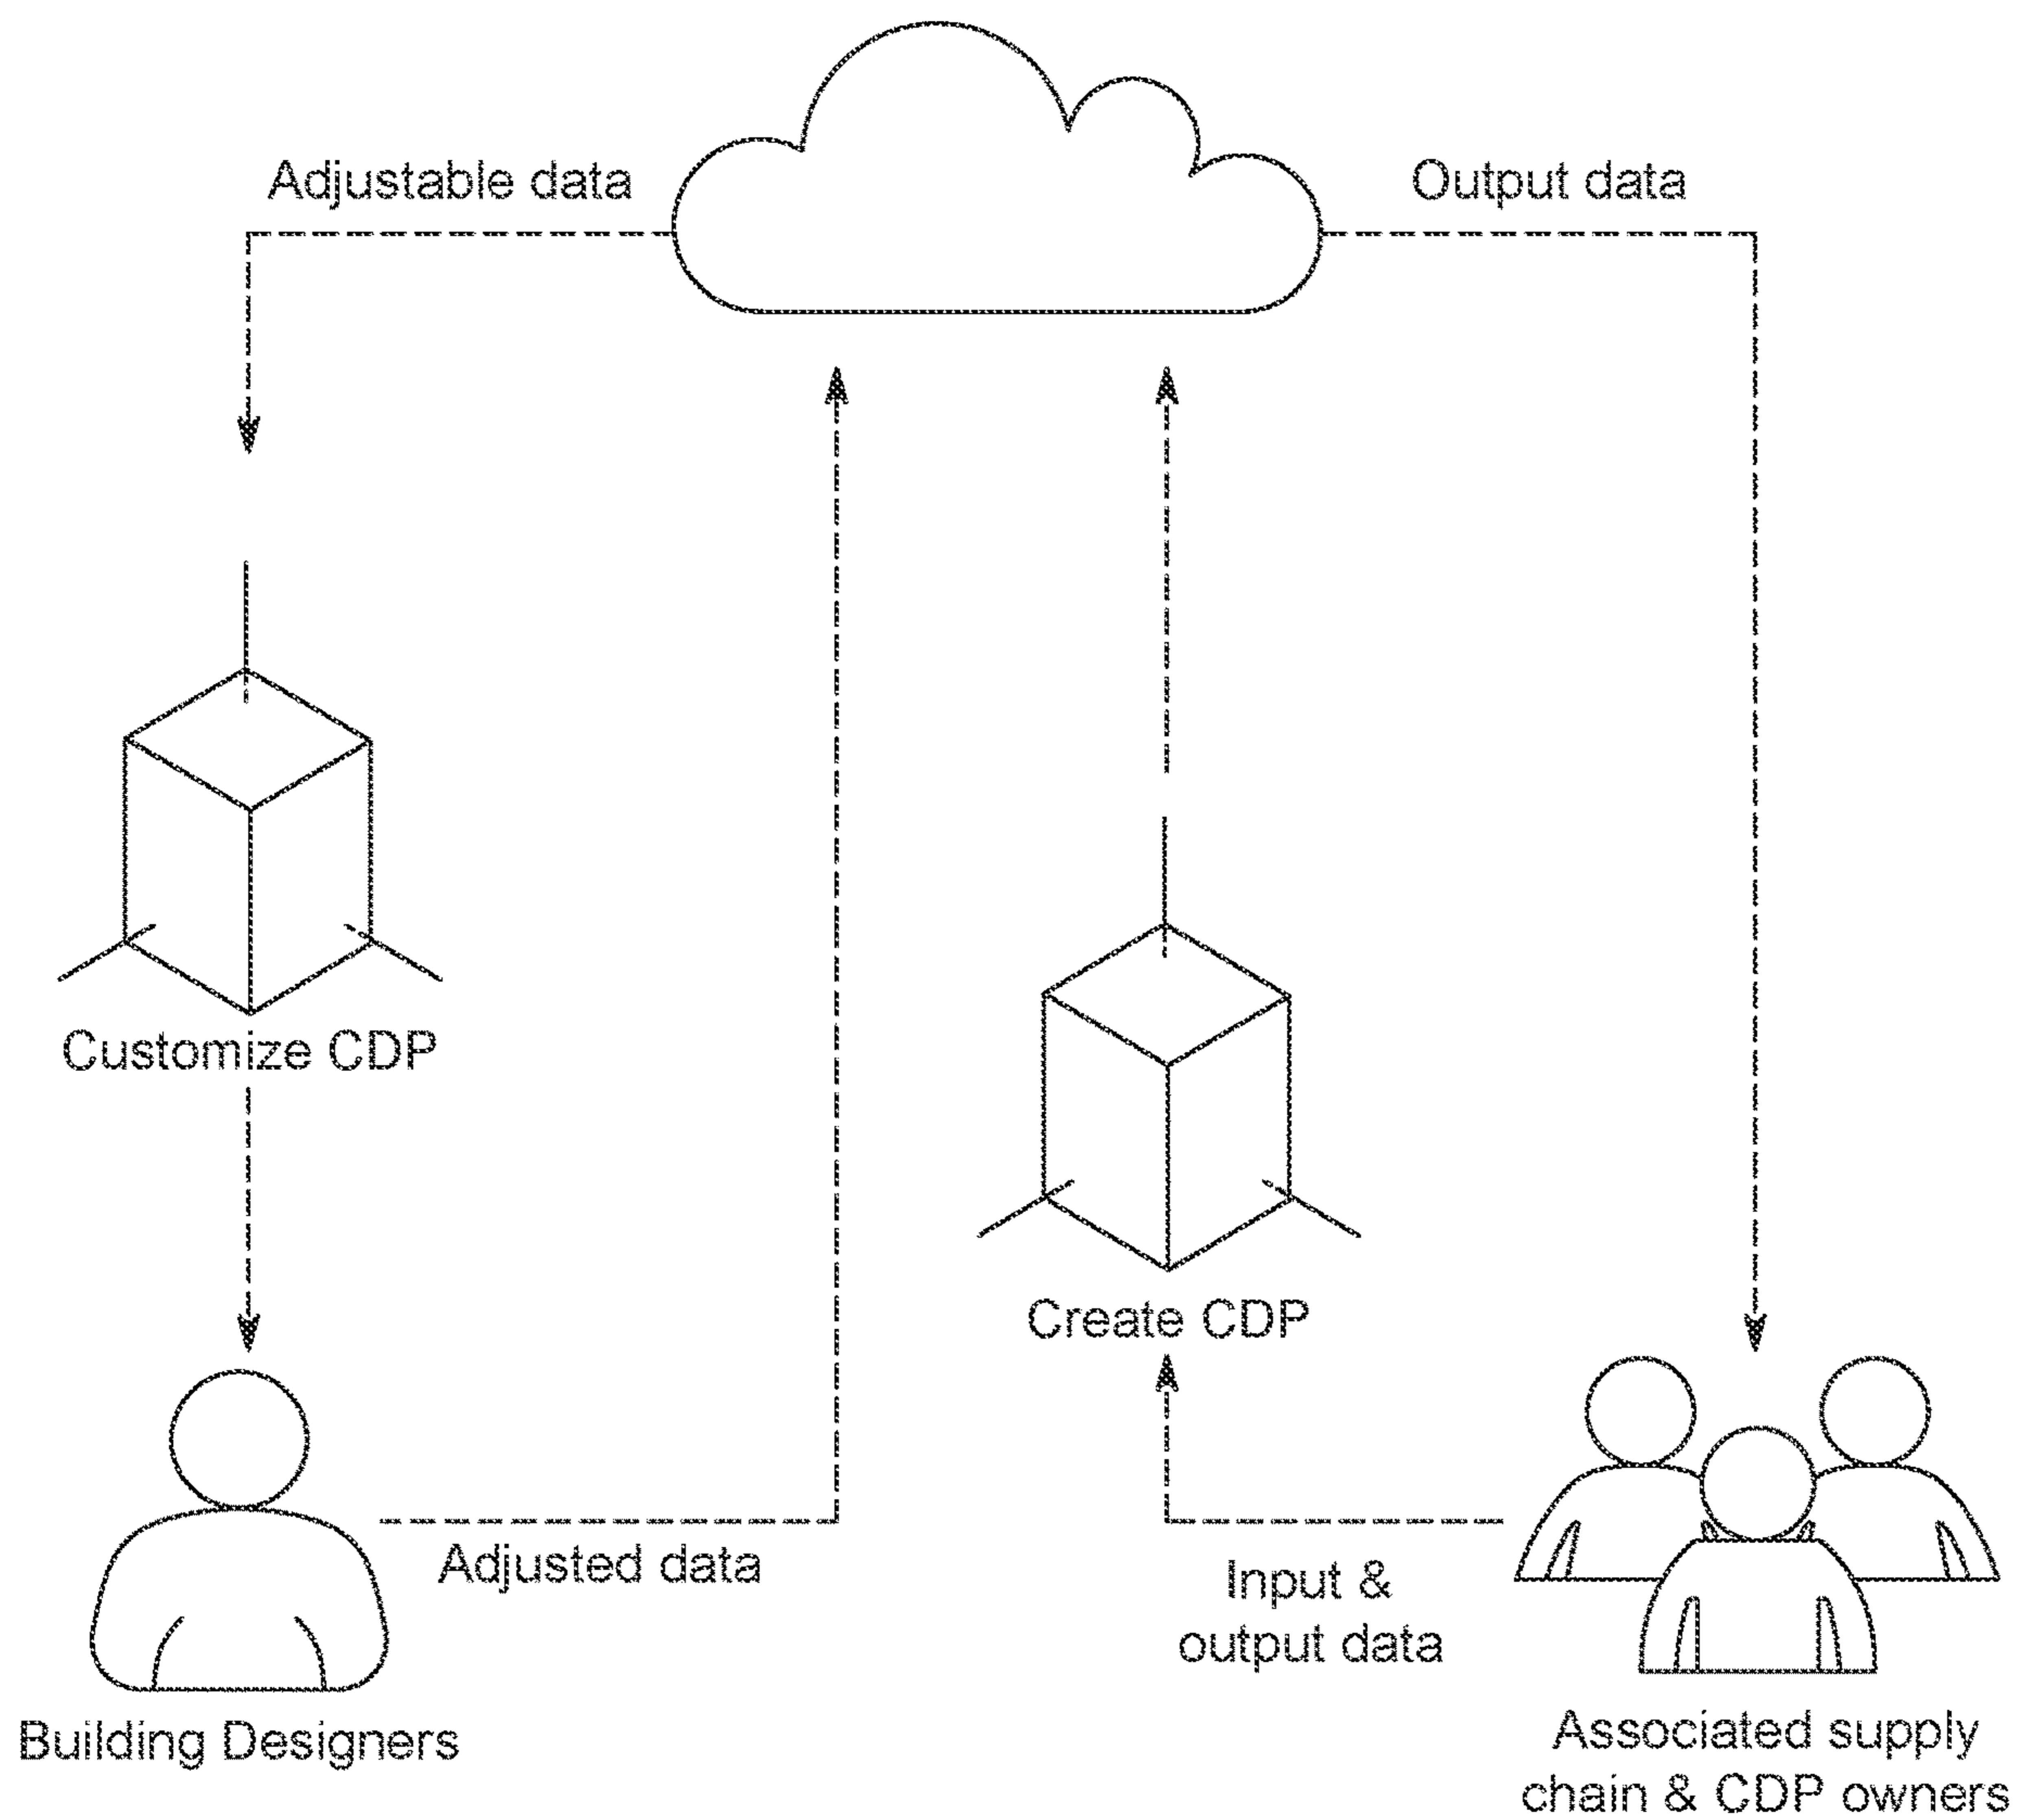 Adjustable data
Output data
Customize CDP
Create CDP
Adjusted data
Input &
output data
Building Designers
Associated supply
chain & CDP owners